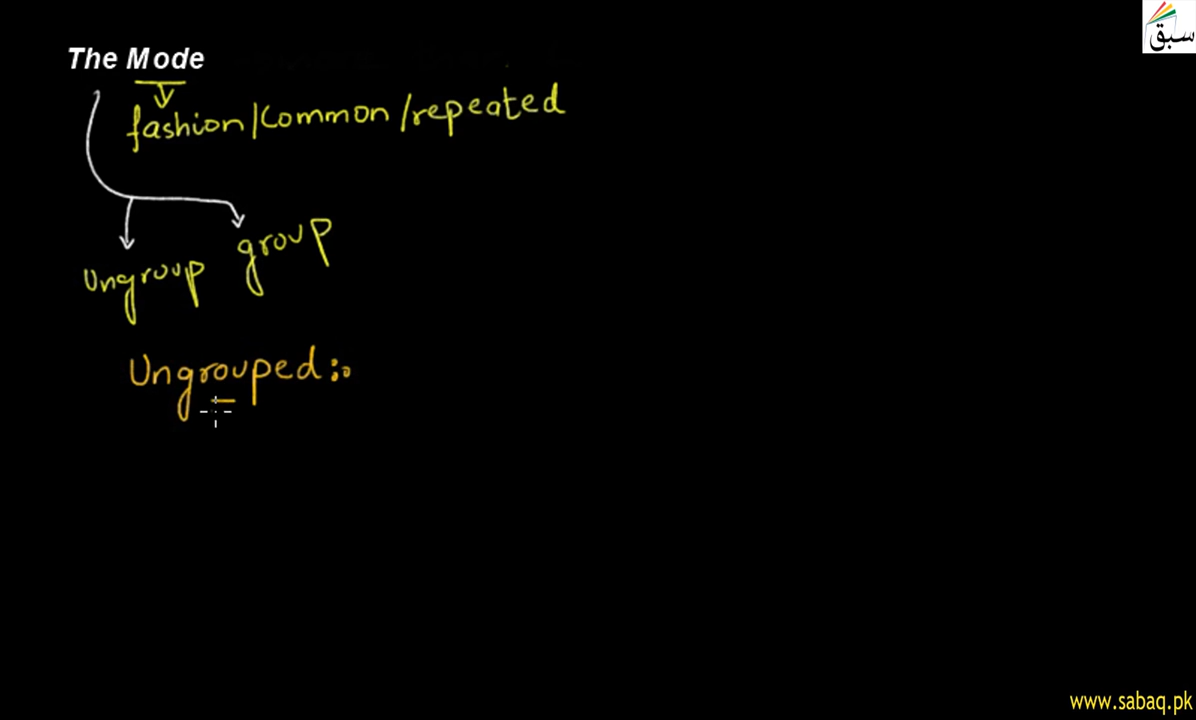 سبق
The Mode
fashion/Common/repeated
Ungroup group
Ungrouped :.
www.sabaq.pk